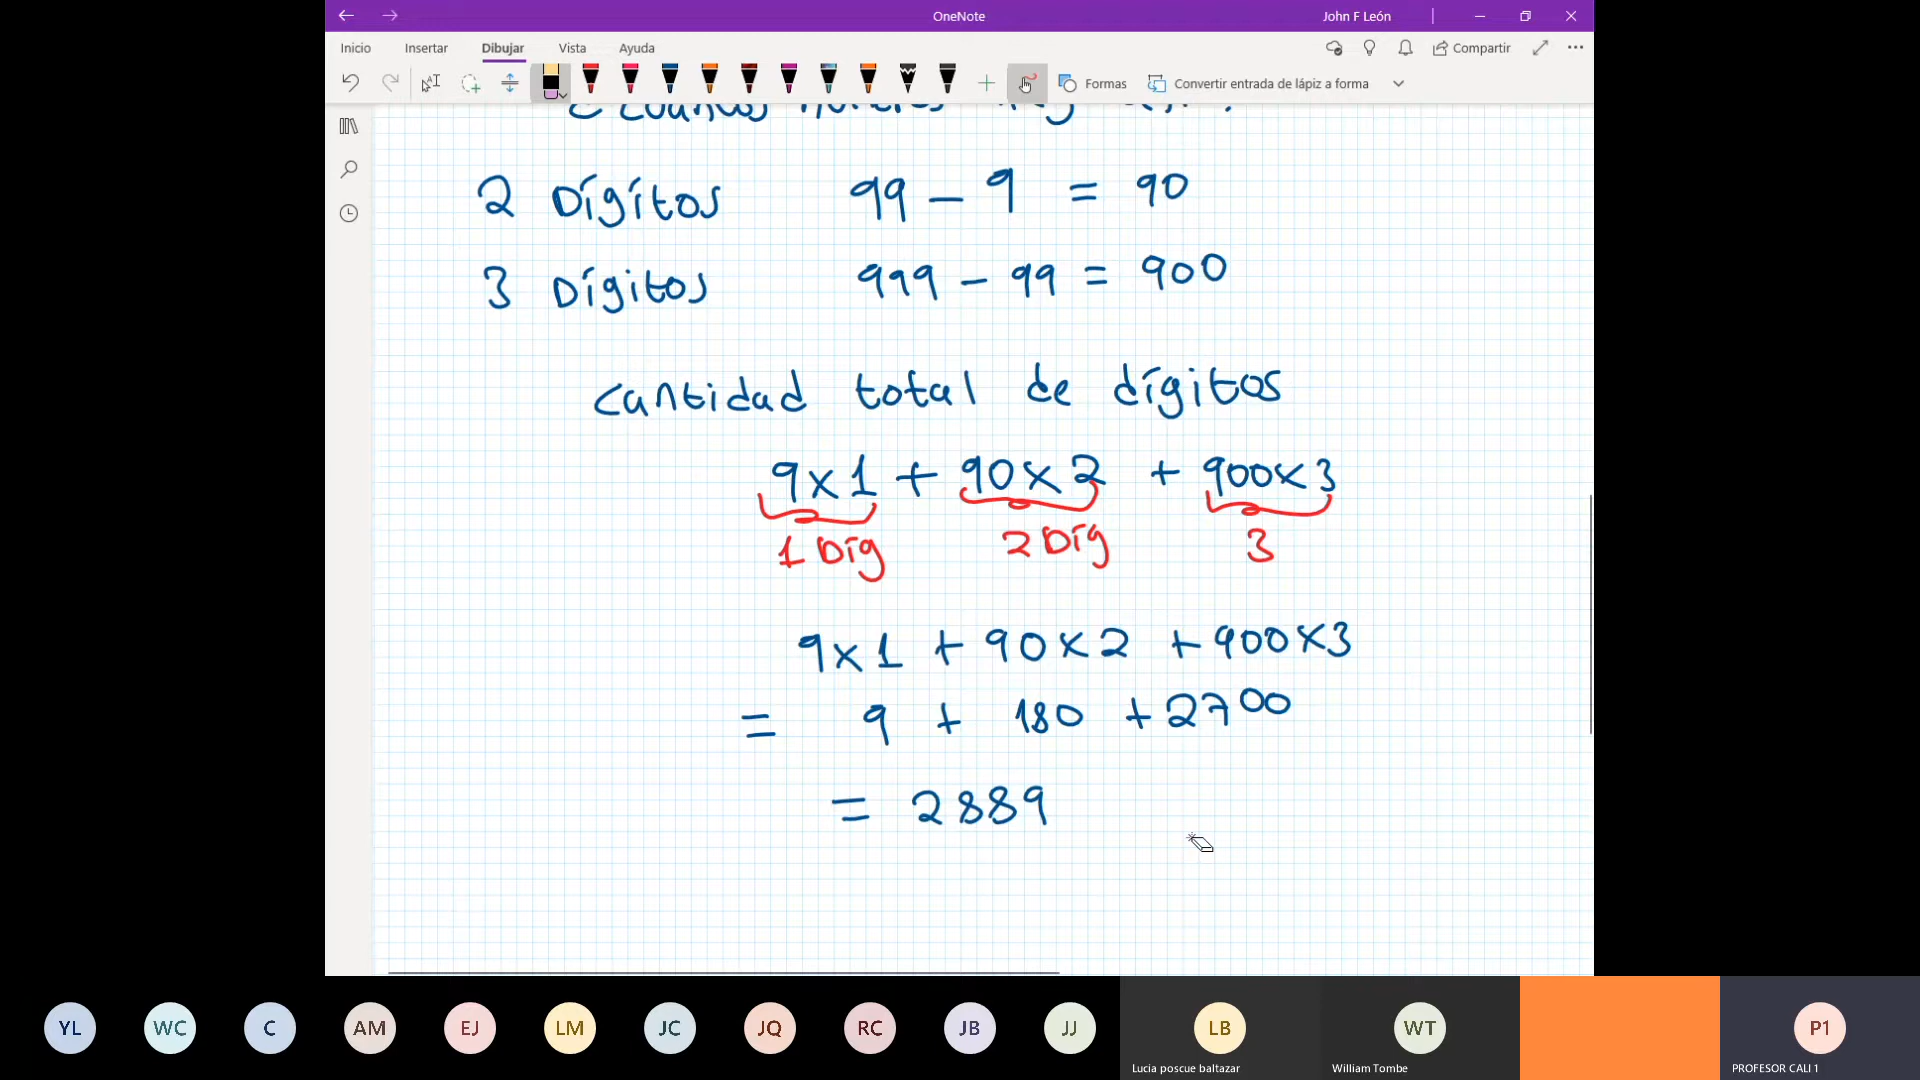 OneNote
John F León
Inicio Insertar Dibujar Vista Ayuda
Compartir
Formas Convertir entrada de lápiz a forma
2 Dígitos 99 - 9 = 90
3 Dígitos 999 - 99 = 900
cantidad total de dígitos
9x1 + 90x2 + 900x3
1 Díg 2 Díg 3
9x1 + 90x2 + 900x3
= 9 + 180 + 2700
= 2889
YL WC C AM EJ LM JC JQ RC JB JJ LB WT P1
Lucia poscue baltazar William Tombe PROFESOR CALI 1